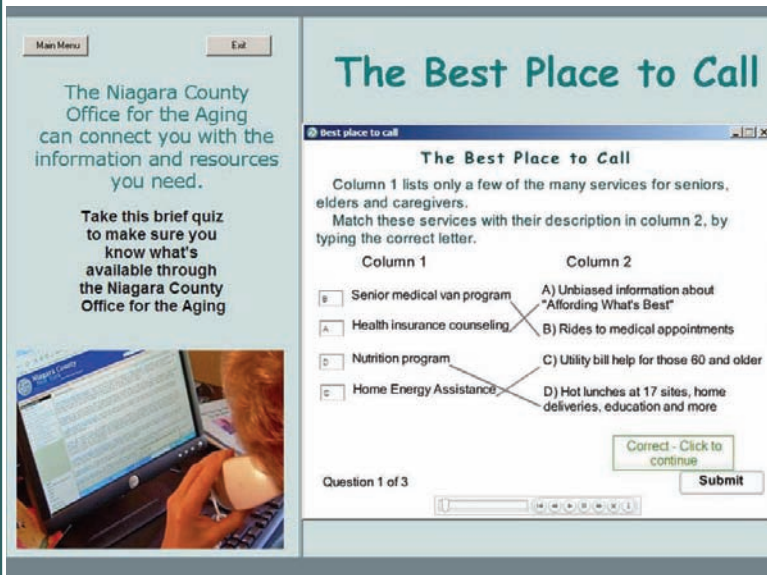 Main Menu
Exit
The Niagara County
Office for the Aging
can connect you with the
information and resources
you need.
Take this brief quiz
to make sure you
know what's
available through
the Niagara County
Office for the Aging
Niagara County
The Best Place to Call
Best place to call
The Best Place to Call
Column 1 lists only a few of the many services for seniors,
elders and caregivers.
Match these services with their description in column 2, by
typing the correct letter.
Column 1
Column 2
B Senior medical van program
A Health insurance counseling
D Nutrition program
C Home Energy Assistance
A) Unbiased information about
"Affording What's Best"
B) Rides to medical appointments
C) Utility bill help for those 60 and older
D) Hot lunches at 17 sites, home
deliveries, education and more
Correct - Click to
continue
Question 1 of 3
Submit